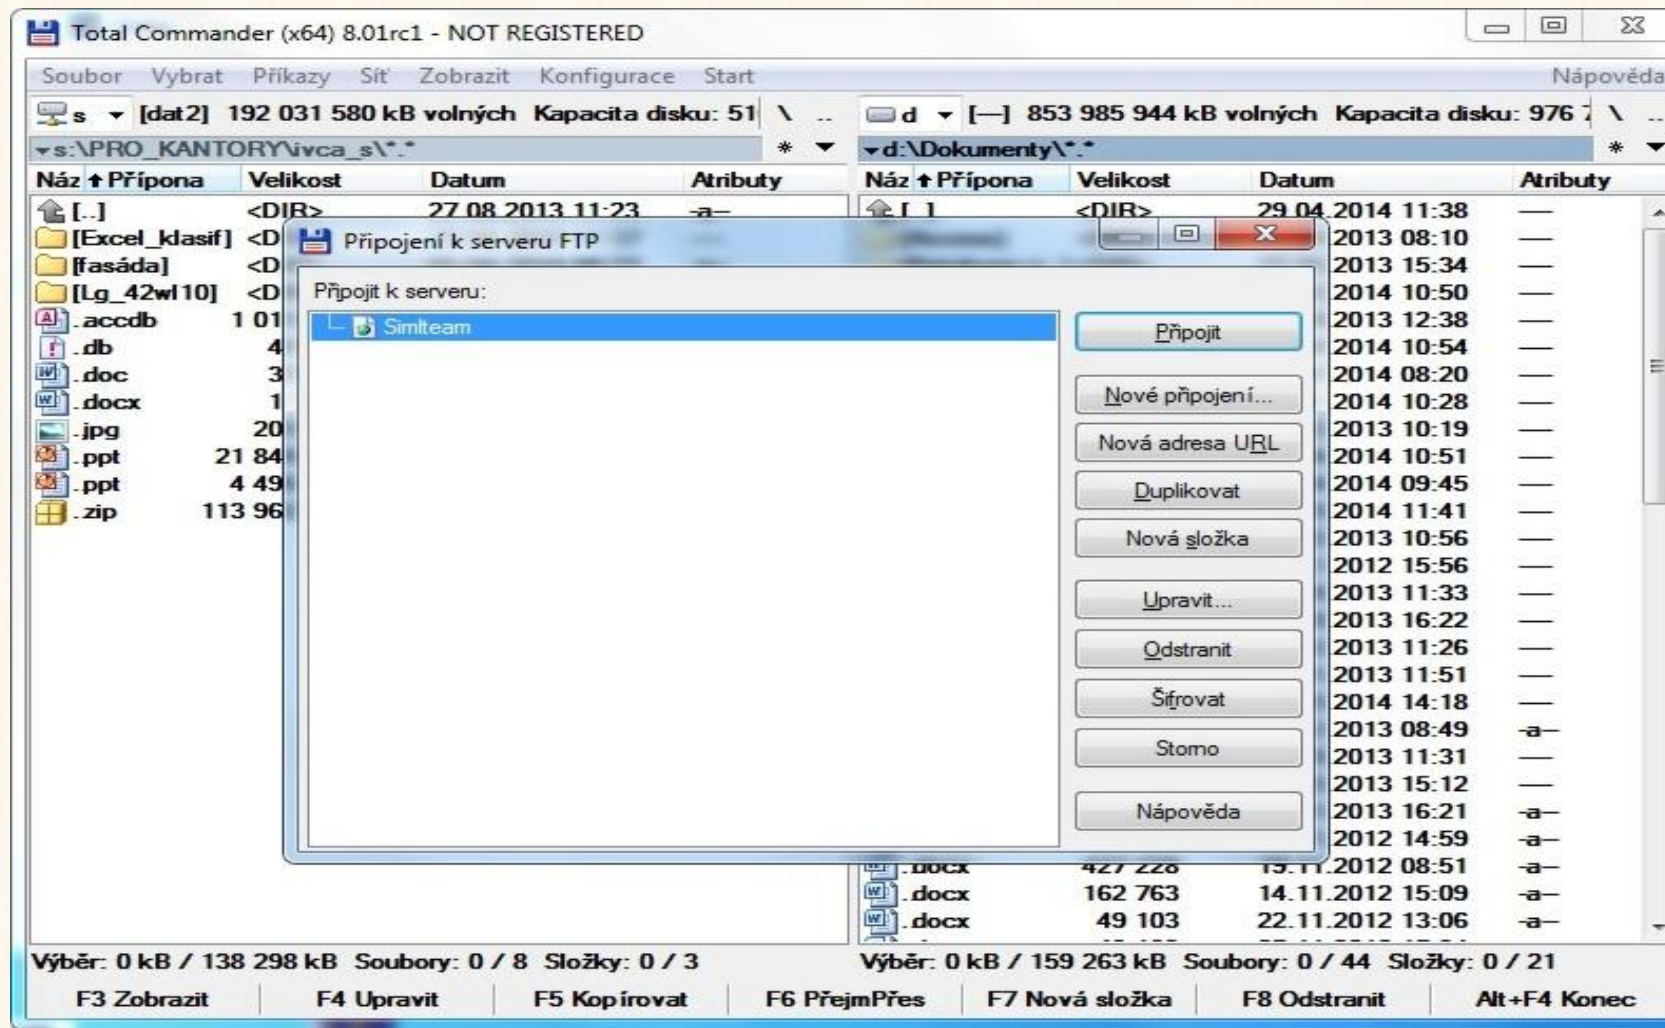 Total Commander (x64) 8.01rc1 - NOT REGISTERED
Soubor Vybrat Příkazy Síť Zobrazit Konfigurace Start Nápověda
s [dat2] 192 031 580 kB volných Kapacita disku: 51 \ ..
d [—] 853 985 944 kB volných Kapacita disku: 976 \ ..
s:\PRO_KANTORY\ivca_s\*.* * d:\Dokumenty\*.* *
Náz Přípona Velikost Datum Atributy Náz Přípona Velikost Datum Atributy
[..] <DIR> 27.08.2013 11:23 -a— <DIR> 29.04.2014 11:38 —
[Excel_klasif] <D 2013 08:10 —
[fasáda] <D 2013 15:34 —
[Lg_42wl10] <D 2014 10:50 —
.accdb 1 01 2013 12:38 —
.db 4 2014 10:54 —
.doc 3 2014 08:20 —
.docx 1 2014 10:28 —
.jpg 20 2013 10:19 —
.ppt 21 84 2014 10:51 —
.ppt 4 49 2014 09:45 —
.zip 113 96 2014 11:41 —
2013 10:56 —
2012 15:56 —
2013 11:33 —
2013 16:22 —
2013 11:26 —
2013 11:51 —
2014 14:18 —
2013 08:49 -a—
2013 11:31 —
2013 15:12 —
2013 16:21 -a—
2012 14:59 -a—
.docx 427 228 15.11.2012 08:51 -a—
.docx 162 763 14.11.2012 15:09 -a—
.docx 49 103 22.11.2012 13:06 -a—
Připojení k serveru FTP
Připojit k serveru:
Simlteam
Připojit
Nové připojení...
Nová adresa URL
Duplikovat
Nová složka
Upravit...
Odstranit
Šifrovat
Storno
Nápověda
Výběr: 0 kB / 138 298 kB Soubory: 0 / 8 Složky: 0 / 3
Výběr: 0 kB / 159 263 kB Soubory: 0 / 44 Složky: 0 / 21
F3 Zobrazit F4 Upravit F5 Kopírovat F6 PřejmPřes F7 Nová složka F8 Odstranit Alt+F4 Konec